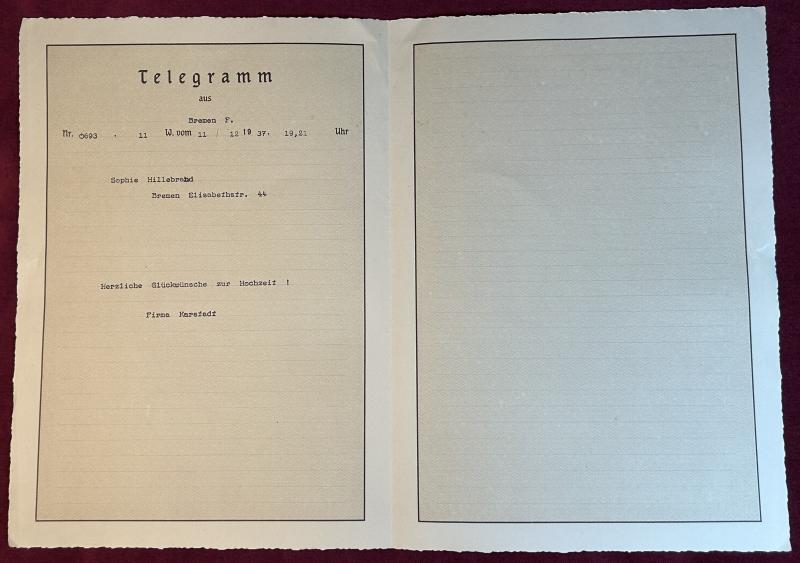 Telegramm
aus
Bremen F.
Nr. 0693 . 11 W. vom 11 / 12 19 37. 19,21 Uhr
Sophie Hillebrand
Bremen Elisabethstr. 44
Herzliche Glückwünsche zur Hochzeit !
Firma Karstadt